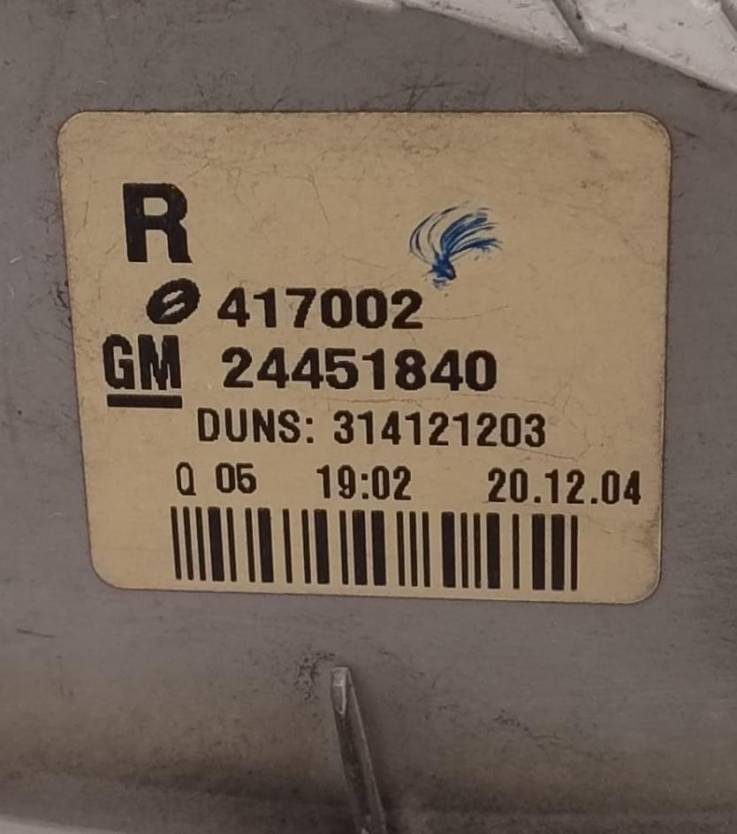 R
417002
GM 24451840
DUNS: 314121203
Q 05 19:02 20.12.04